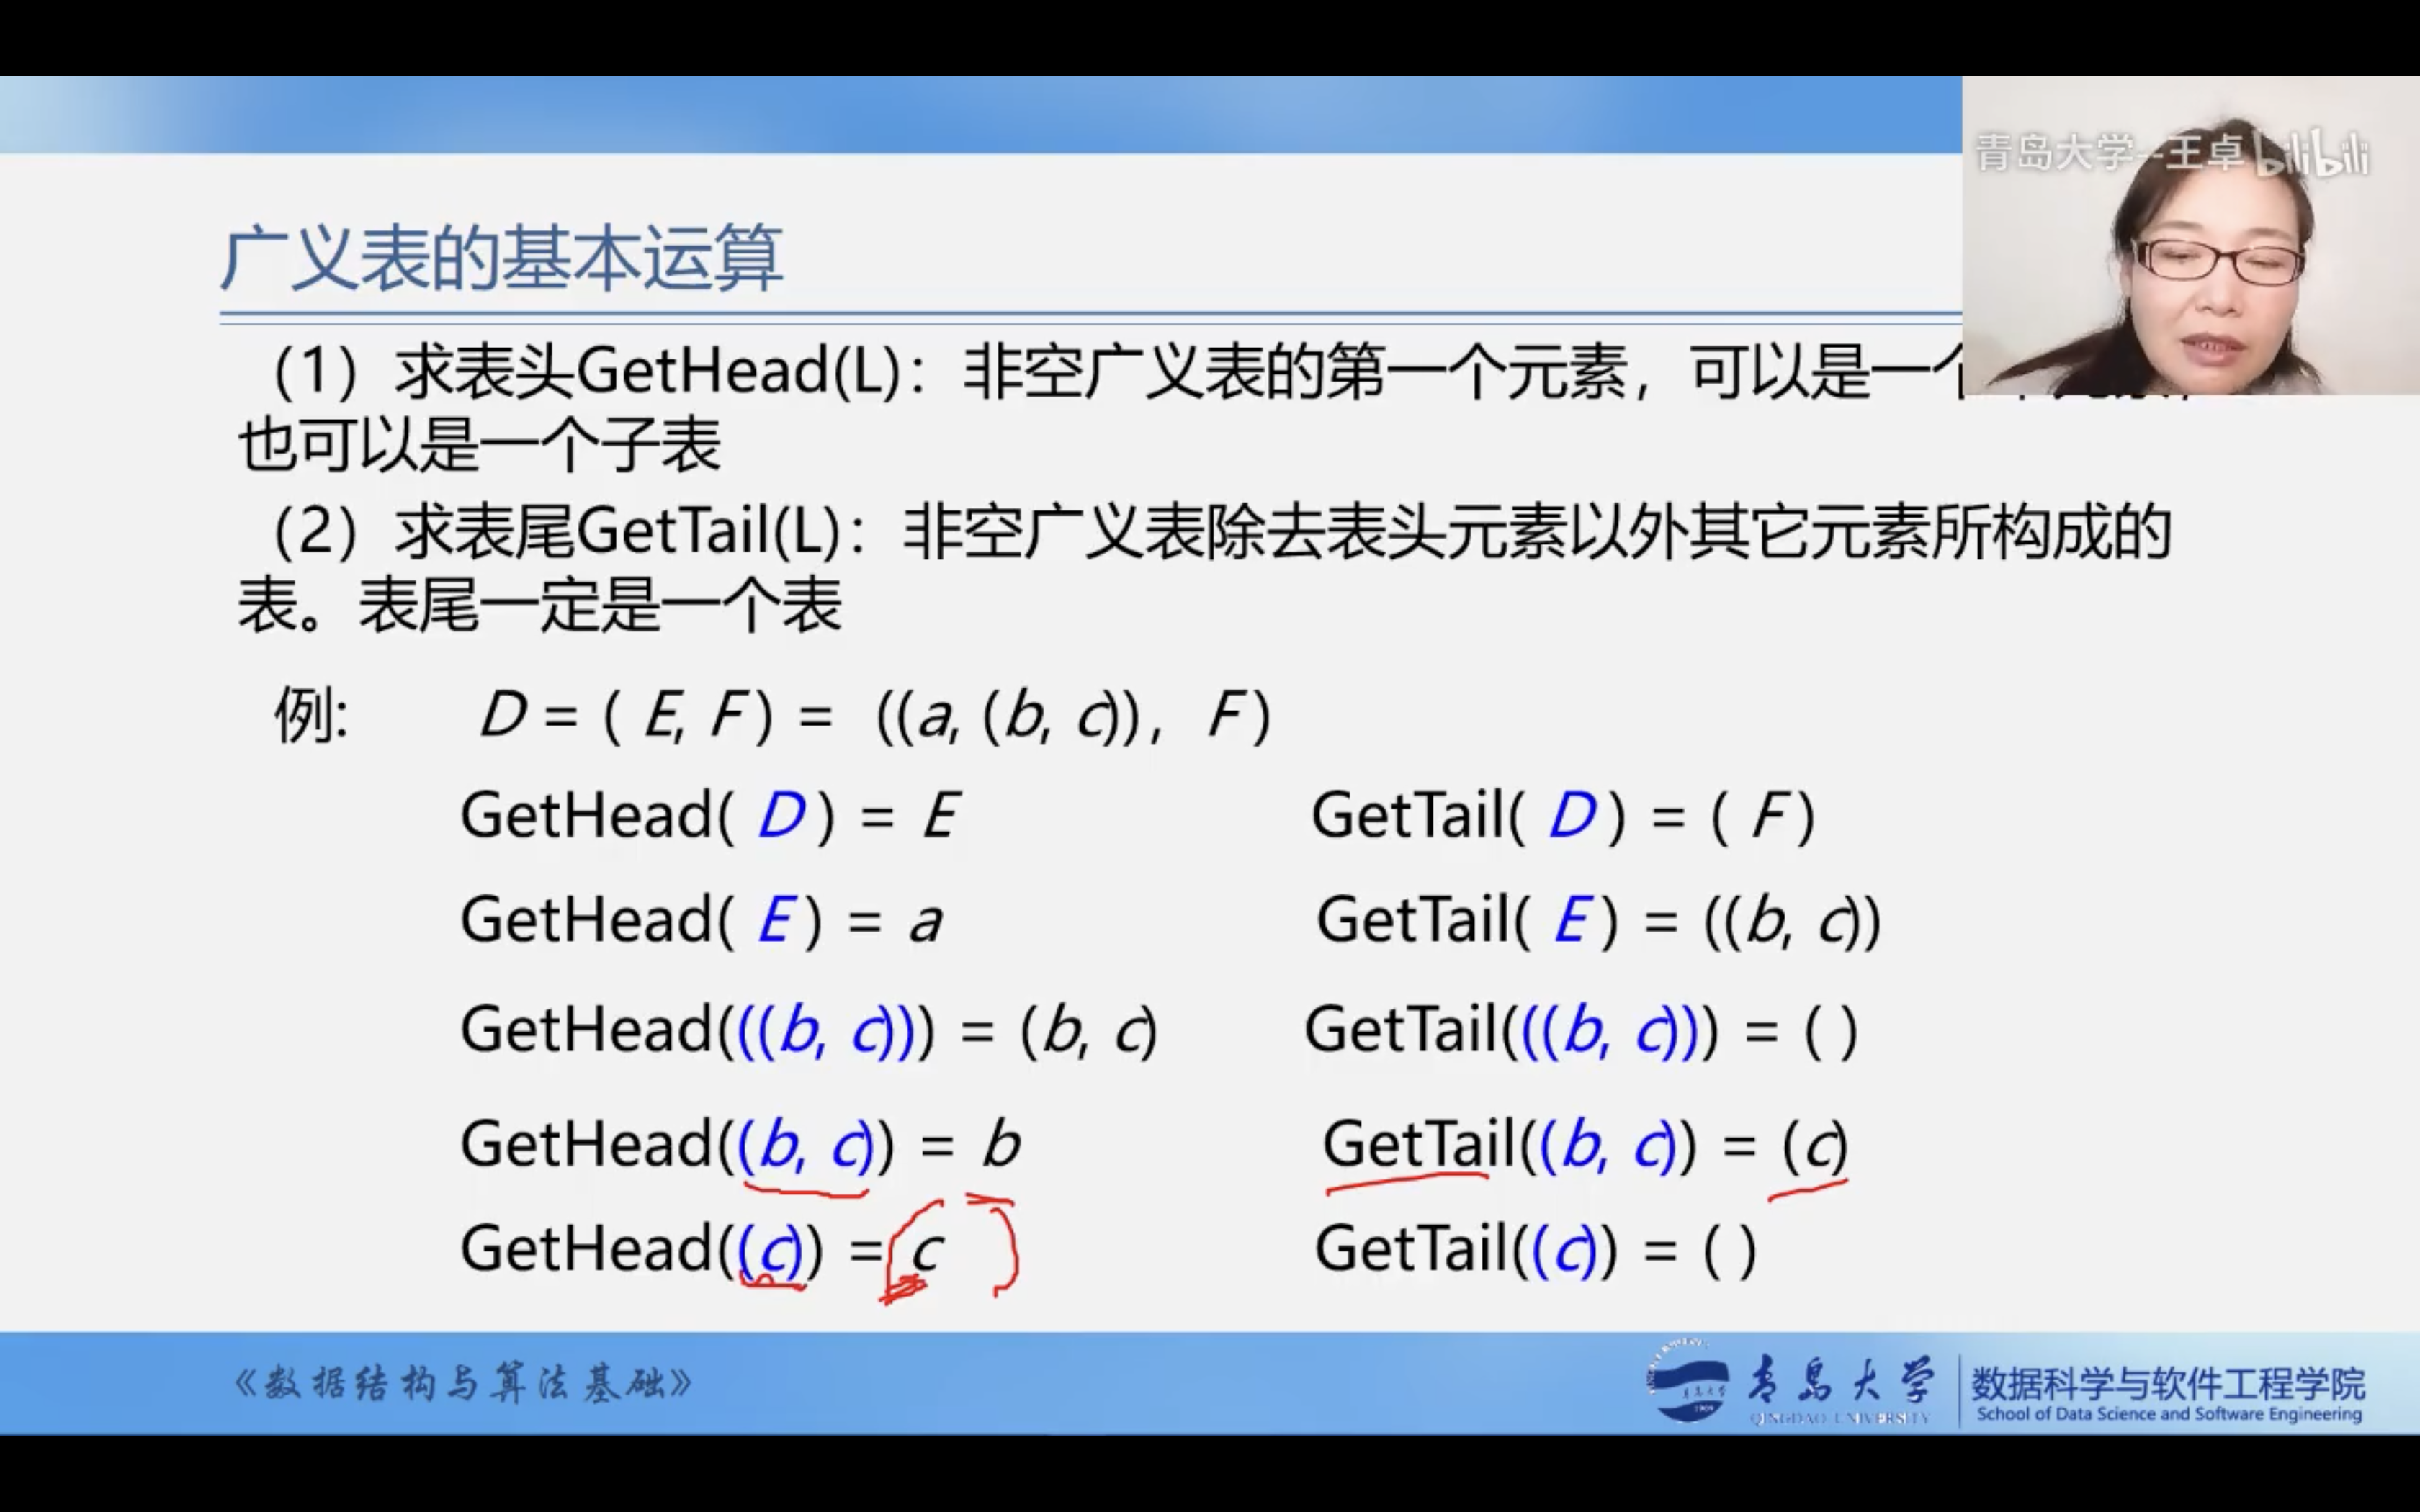 青岛大学--王卓 bilibili
广义表的基本运算
（1）求表头GetHead(L)：非空广义表的第一个元素，可以是一个
也可以是一个子表
（2）求表尾GetTail(L)：非空广义表除去表头元素以外其它元素所构成的
表。表尾一定是一个表
例: D = ( E, F ) = ((a, (b, c)), F )
GetHead( D ) = E GetTail( D ) = ( F )
GetHead( E ) = a GetTail( E ) = ((b, c))
GetHead(((b, c))) = (b, c) GetTail(((b, c))) = ( )
GetHead((b, c)) = b GetTail((b, c)) = (c)
GetHead((c)) = c GetTail((c)) = ( )
《数据结构与算法基础》
青岛大学
QINGDAO UNIVERSITY
数据科学与软件工程学院
School of Data Science and Software Engineering